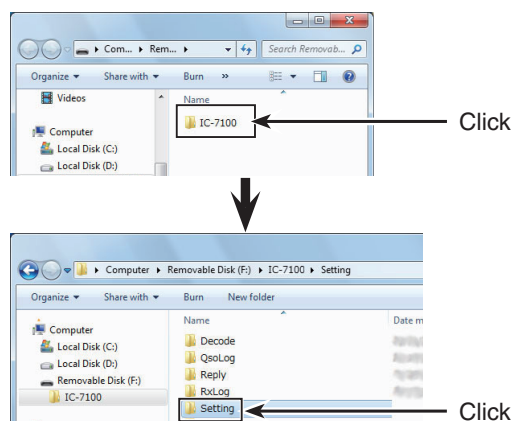 Com... Rem... Search Removab...
Organize Share with Burn »
Videos Name
IC-7100 Click
Computer
Local Disk (C:)
Local Disk (D:)
Computer Removable Disk (F:) IC-7100 Setting
Organize Share with Burn New folder
Name Date m
Computer Decode
Local Disk (C:) QsoLog
Local Disk (D:) Reply
Removable Disk (F:) RxLog
IC-7100 Setting Click